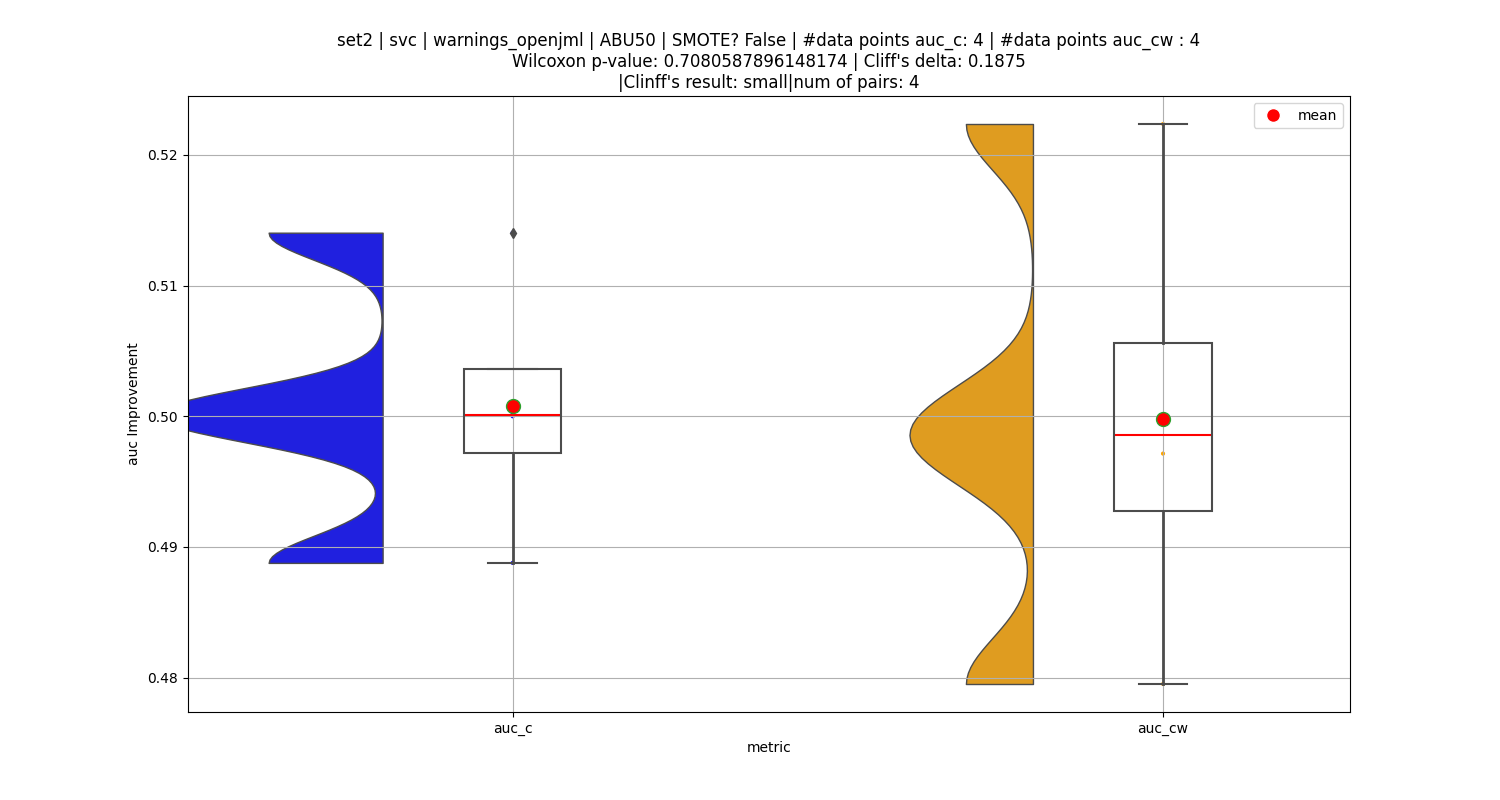 set2 | svc | warnings_openjml | ABU50 | SMOTE? False | #data points auc_c: 4 | #data points auc_cw : 4
Wilcoxon p-value: 0.7080587896148174 | Cliff's delta: 0.1875
|Clinff's result: small|num of pairs: 4
mean
0.52
0.51
0.50
0.49
0.48
auc Improvement
auc_c
auc_cw
metric